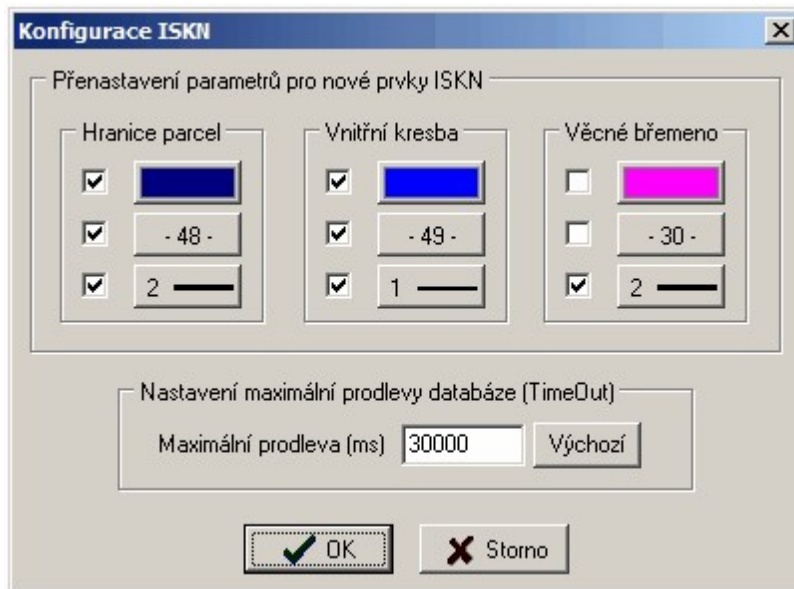 Konfigurace ISKN
Přenastavení parametrů pro nové prvky ISKN
Hranice parcel
Vnitřní kresba
Věcné břemeno
- 48 -
- 49 -
- 30 -
2
1
2
Nastavení maximální prodlevy databáze (TimeOut)
Maximální prodleva (ms) 30000 Výchozí
OK Storno